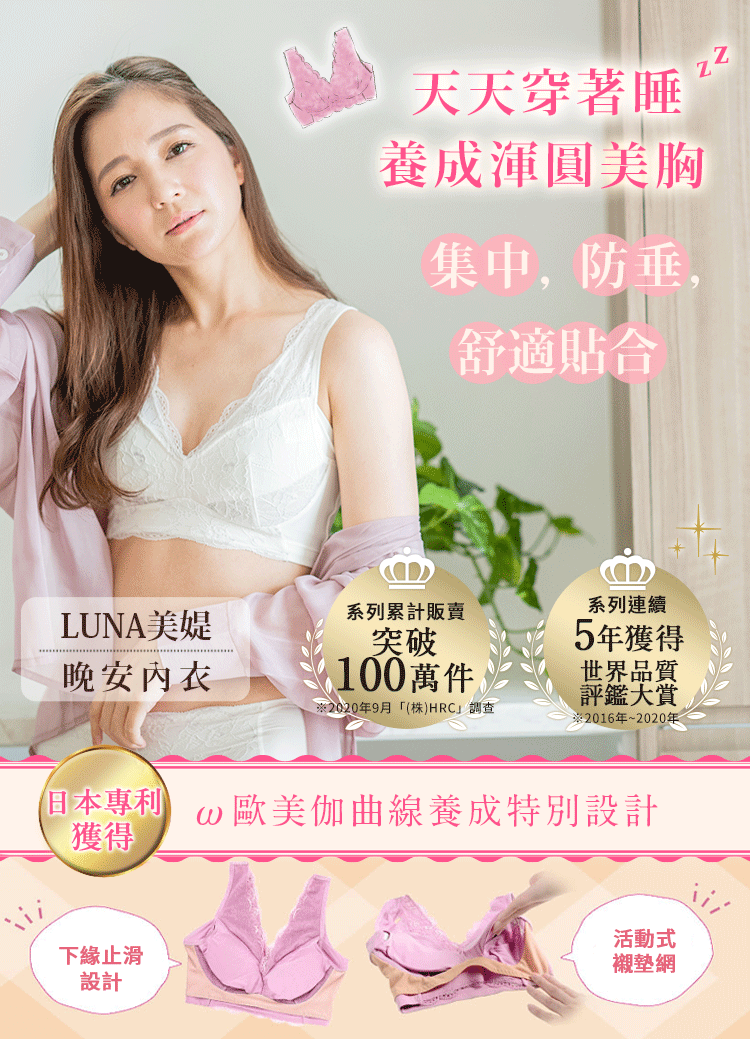 天天穿著睡 zz
養成渾圓美胸
集中, 防垂,
舒適貼合
LUNA美媞
晚安內衣
系列累計販賣
突破
100萬件
※2020年9月「(株)HRC」調查
系列連續
5年獲得
世界品質
評鑑大賞
※2016年~2020年
日本專利
獲得
ω歐美伽曲線養成特別設計
下緣止滑
設計
活動式
襯墊網